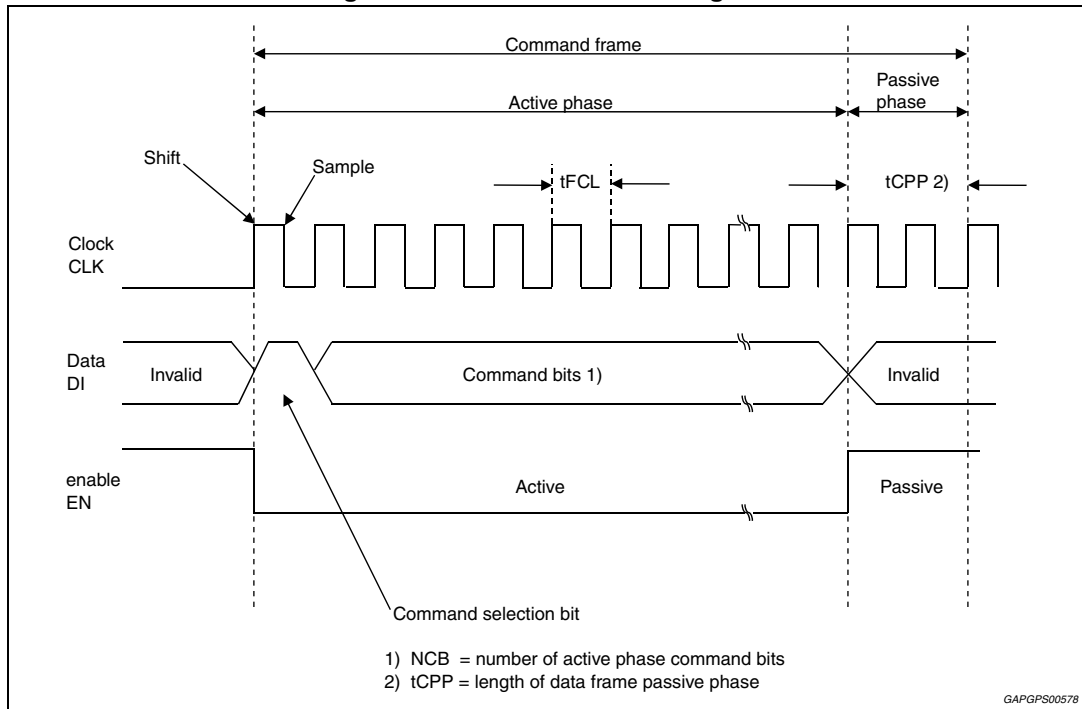 Command frame
Active phase
Passive
phase
Shift
Sample
tFCL
tCPP 2)
Clock
CLK
Data
DI
Invalid
Command bits 1)
Invalid
enable
EN
Active
Passive
Command selection bit
1) NCB = number of active phase command bits
2) tCPP = length of data frame passive phase
GAPGPS00578